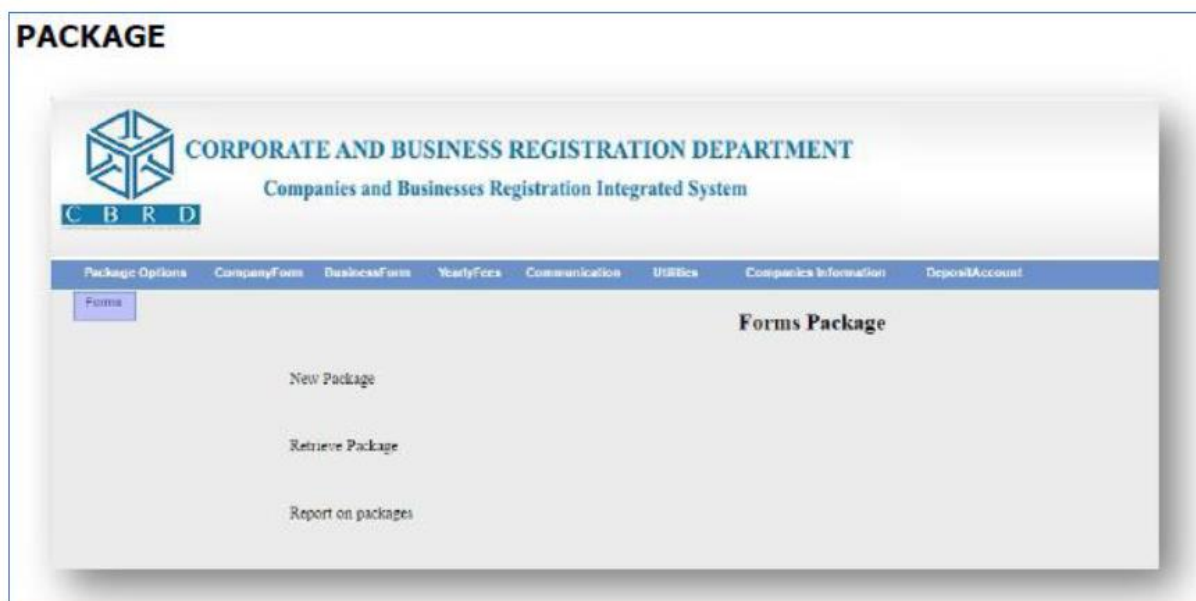 PACKAGE
CORPORATE AND BUSINESS REGISTRATION DEPARTMENT
Companies and Businesses Registration Integrated System
C B R D
Package Options CompanyForm BusinessForm YearlyFees Communication Utilities Companies Information DepositAccount
Forms
Forms Package
New Package
Retrieve Package
Report on packages